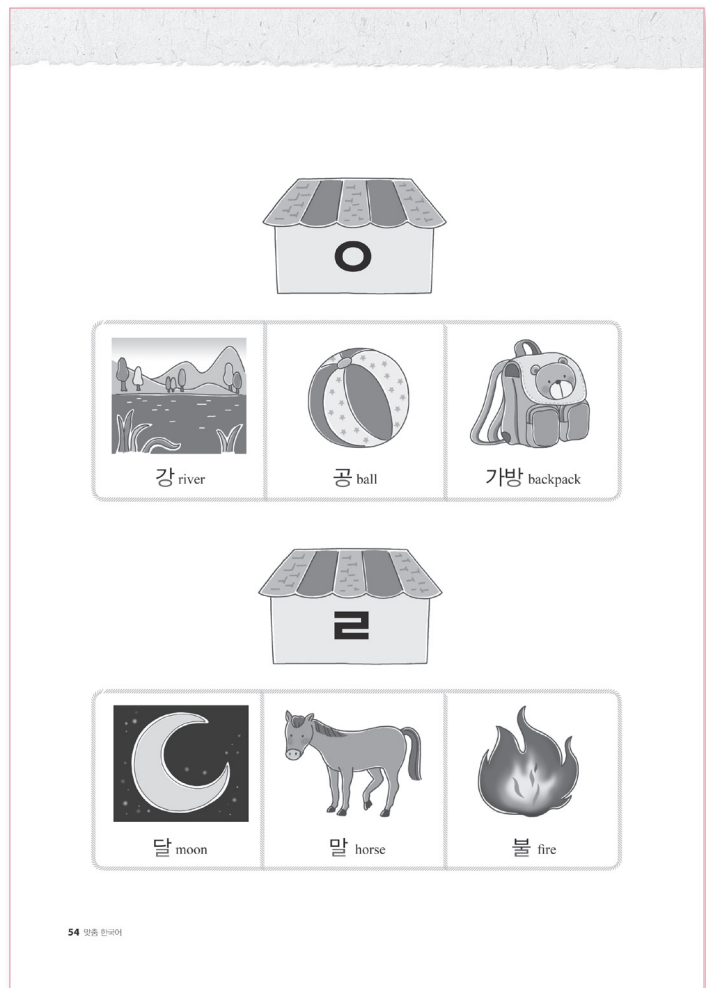 ㅇ
강 river 공 ball 가방 backpack
ㄹ
달 moon 말 horse 불 fire
54 맞춤 한국어